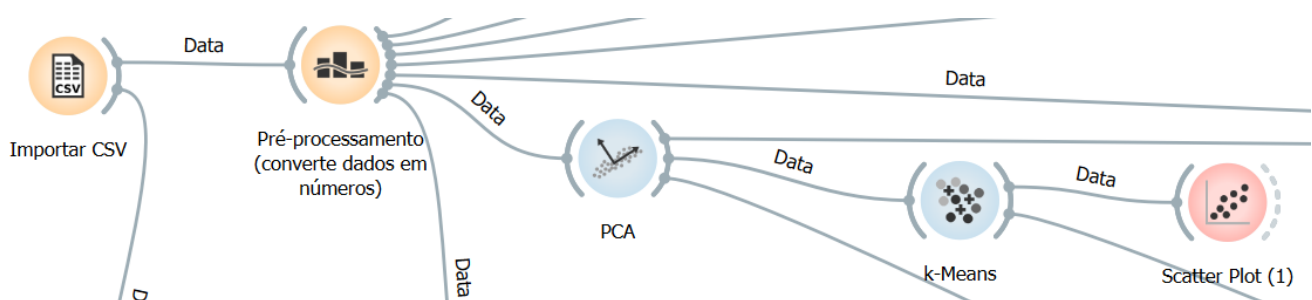 Data
Data
CSV
Data
Importar CSV
Pré-processamento
(converte dados em
números)
Data
Data
PCA
k-Means
Scatter Plot (1)
Data